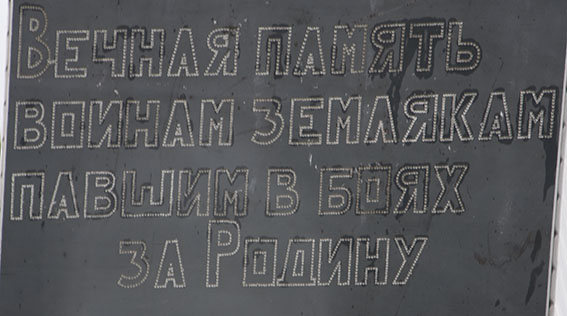 Вечная память
воинам землякам
павшим в боях
за Родину